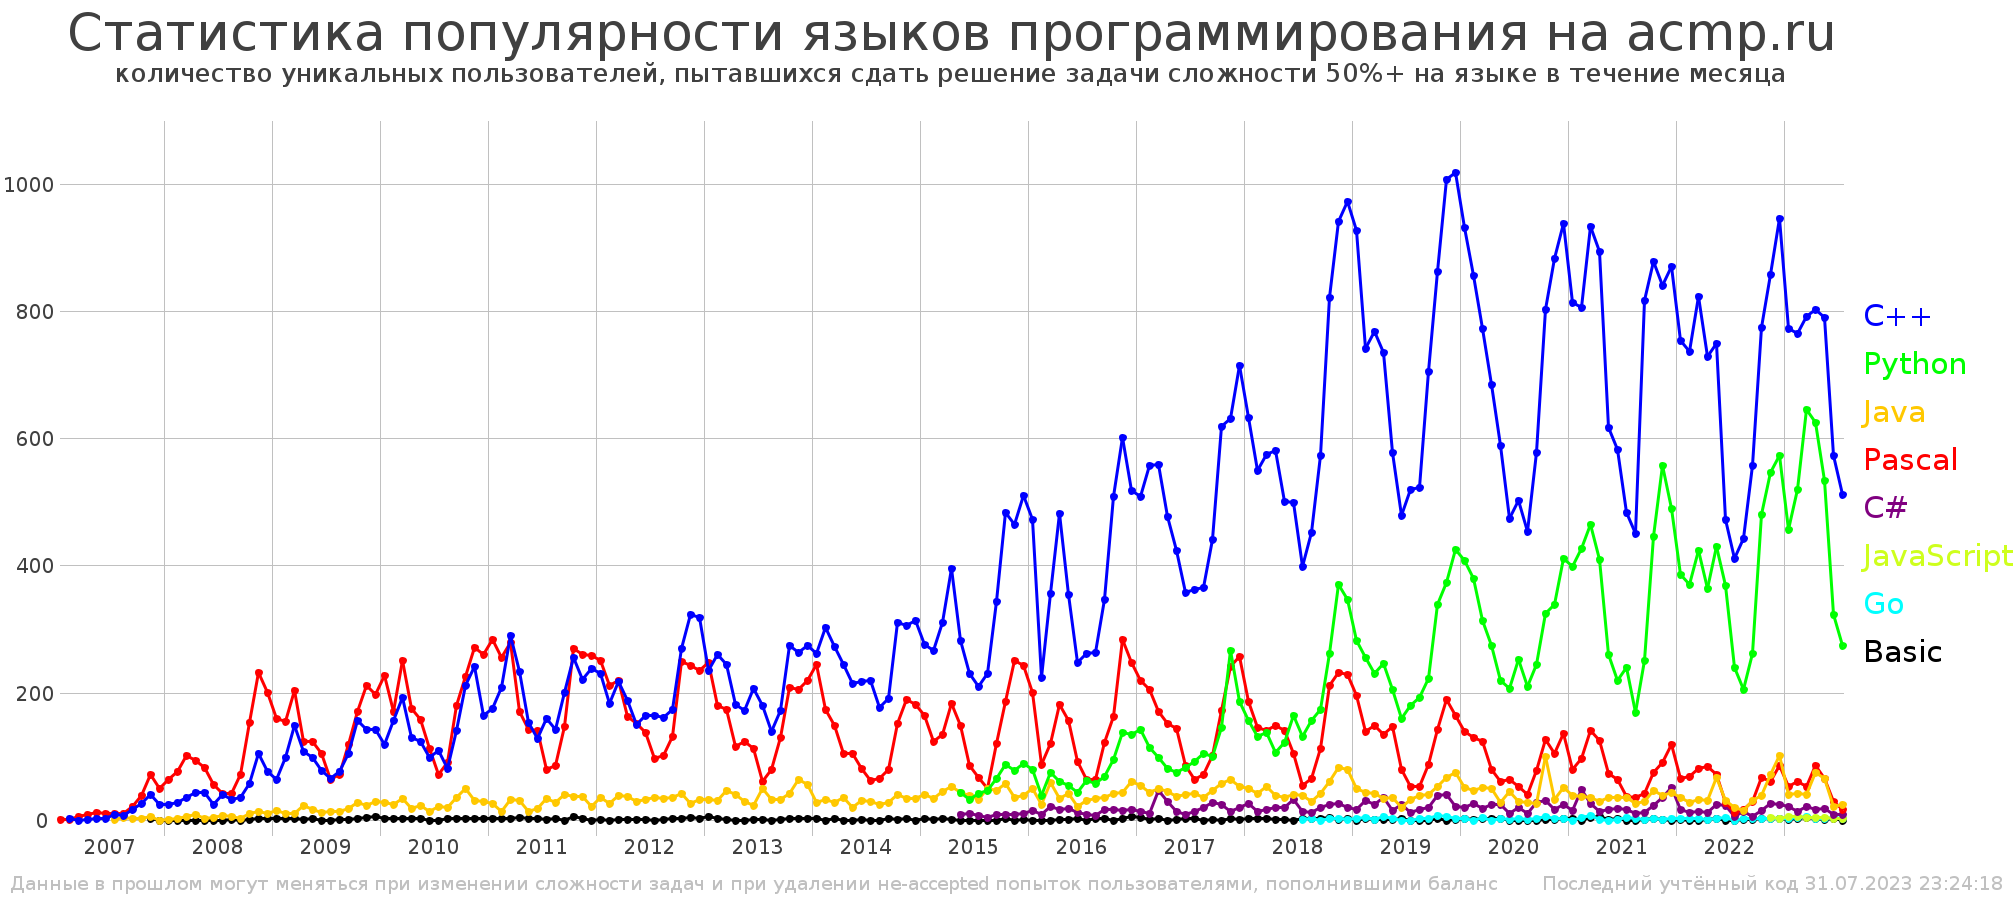 Статистика популярности языков программирования на acmp.ru
количество уникальных пользователей, пытавшихся сдать решение задачи сложности 50%+ на языке в течение месяца
1000
800
600
400
200
0
C++
Python
Java
Pascal
C#
JavaScript
Go
Basic
2007 2008 2009 2010 2011 2012 2013 2014 2015 2016 2017 2018 2019 2020 2021 2022
Данные в прошлом могут меняться при изменении сложности задач и при удалении не-accepted попыток пользователями, пополнившими баланс Последний учтённый код 31.07.2023 23:24:18